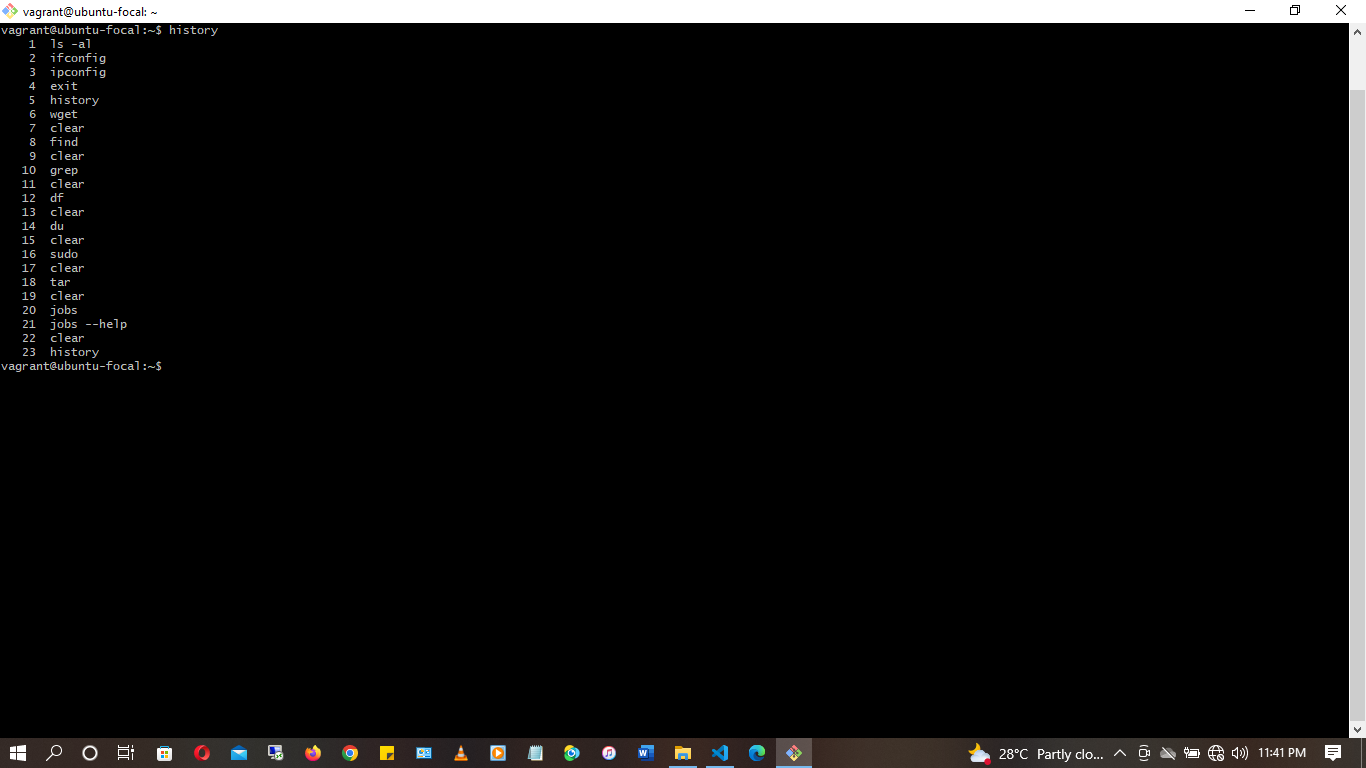 vagrant@ubuntu-focal: ~
vagrant@ubuntu-focal:~$ history
    1  ls -al
    2  ifconfig
    3  ipconfig
    4  exit
    5  history
    6  wget
    7  clear
    8  find
    9  clear
   10  grep
   11  clear
   12  df
   13  clear
   14  du
   15  clear
   16  sudo
   17  clear
   18  tar
   19  clear
   20  jobs
   21  jobs --help
   22  clear
   23  history
vagrant@ubuntu-focal:~$
28°C Partly clo... 11:41 PM